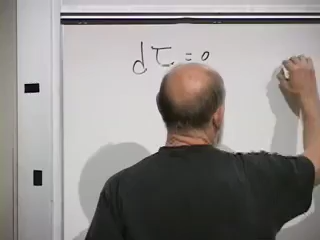 dτ = 0